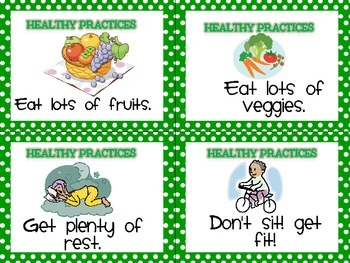 HEALTHY PRACTICES
Eat lots of fruits.
HEALTHY PRACTICES
Eat lots of
veggies.
HEALTHY PRACTICES
Get plenty of
rest.
HEALTHY PRACTICES
Don't sit! get
fit!